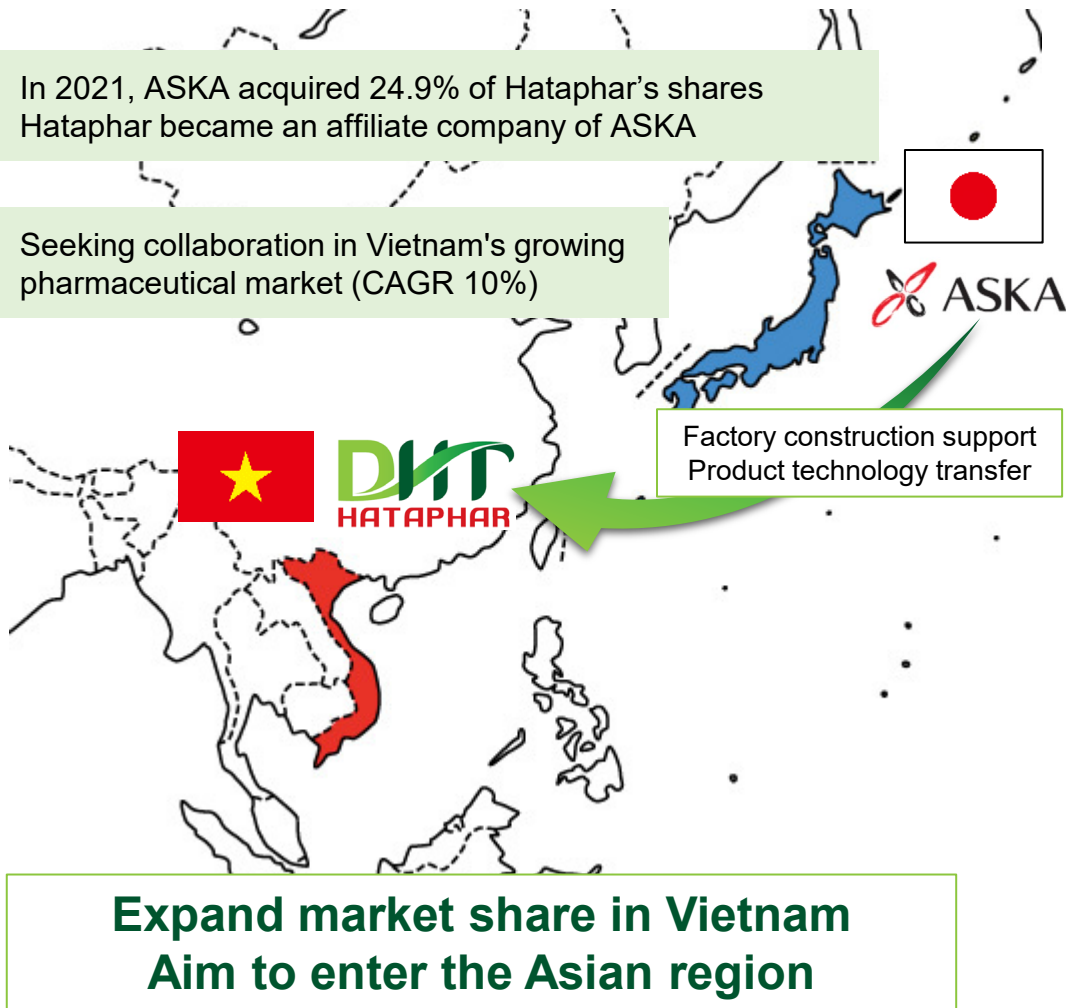 In 2021, ASKA acquired 24.9% of Hataphar’s shares
Hataphar became an affiliate company of ASKA
Seeking collaboration in Vietnam's growing
pharmaceutical market (CAGR 10%)
ASKA
Factory construction support
Product technology transfer
DHT
HATAPHAR
Expand market share in Vietnam
Aim to enter the Asian region